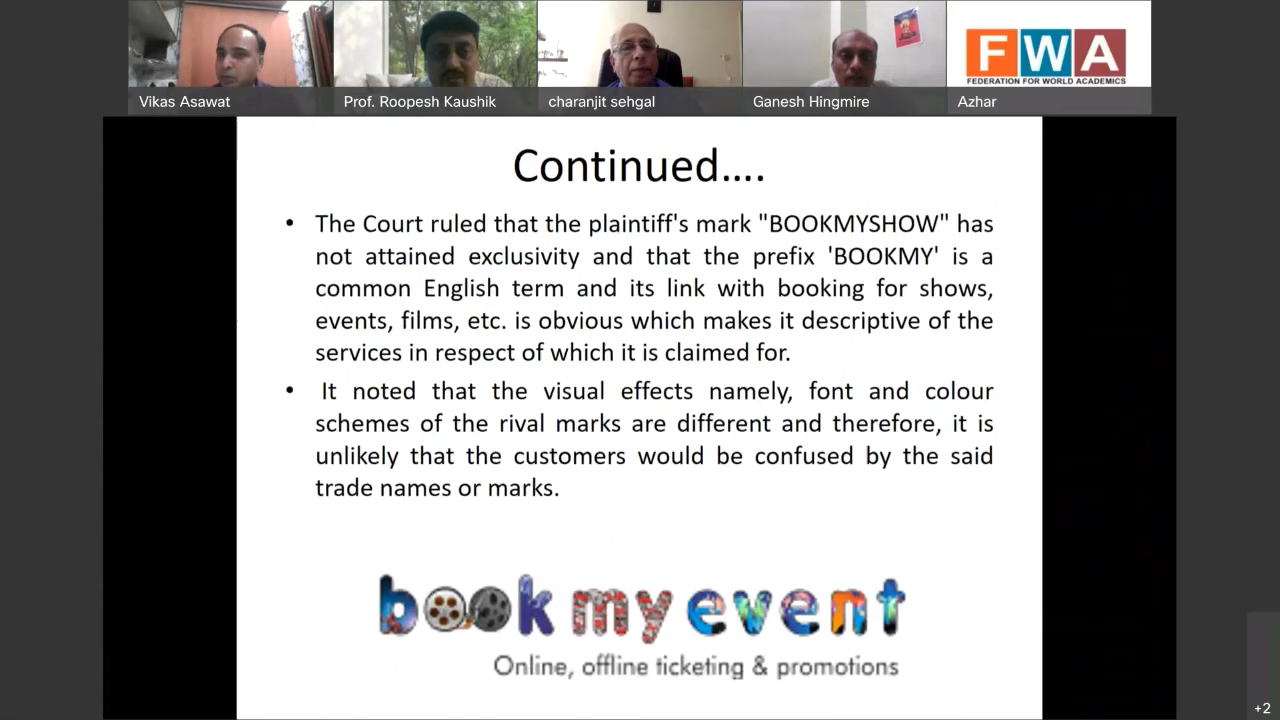 FWA
FEDERATION FOR WORLD ACADEMICS
Vikas Asawat
Prof. Roopesh Kaushik
charanjit sehgal
Ganesh Hingmire
Azhar
Continued....
• The Court ruled that the plaintiff's mark "BOOKMYSHOW" has
not attained exclusivity and that the prefix 'BOOKMY' is a
common English term and its link with booking for shows,
events, films, etc. is obvious which makes it descriptive of the
services in respect of which it is claimed for.
• It noted that the visual effects namely, font and colour
schemes of the rival marks are different and therefore, it is
unlikely that the customers would be confused by the said
trade names or marks.
book my event
Online, offline ticketing & promotions
+2